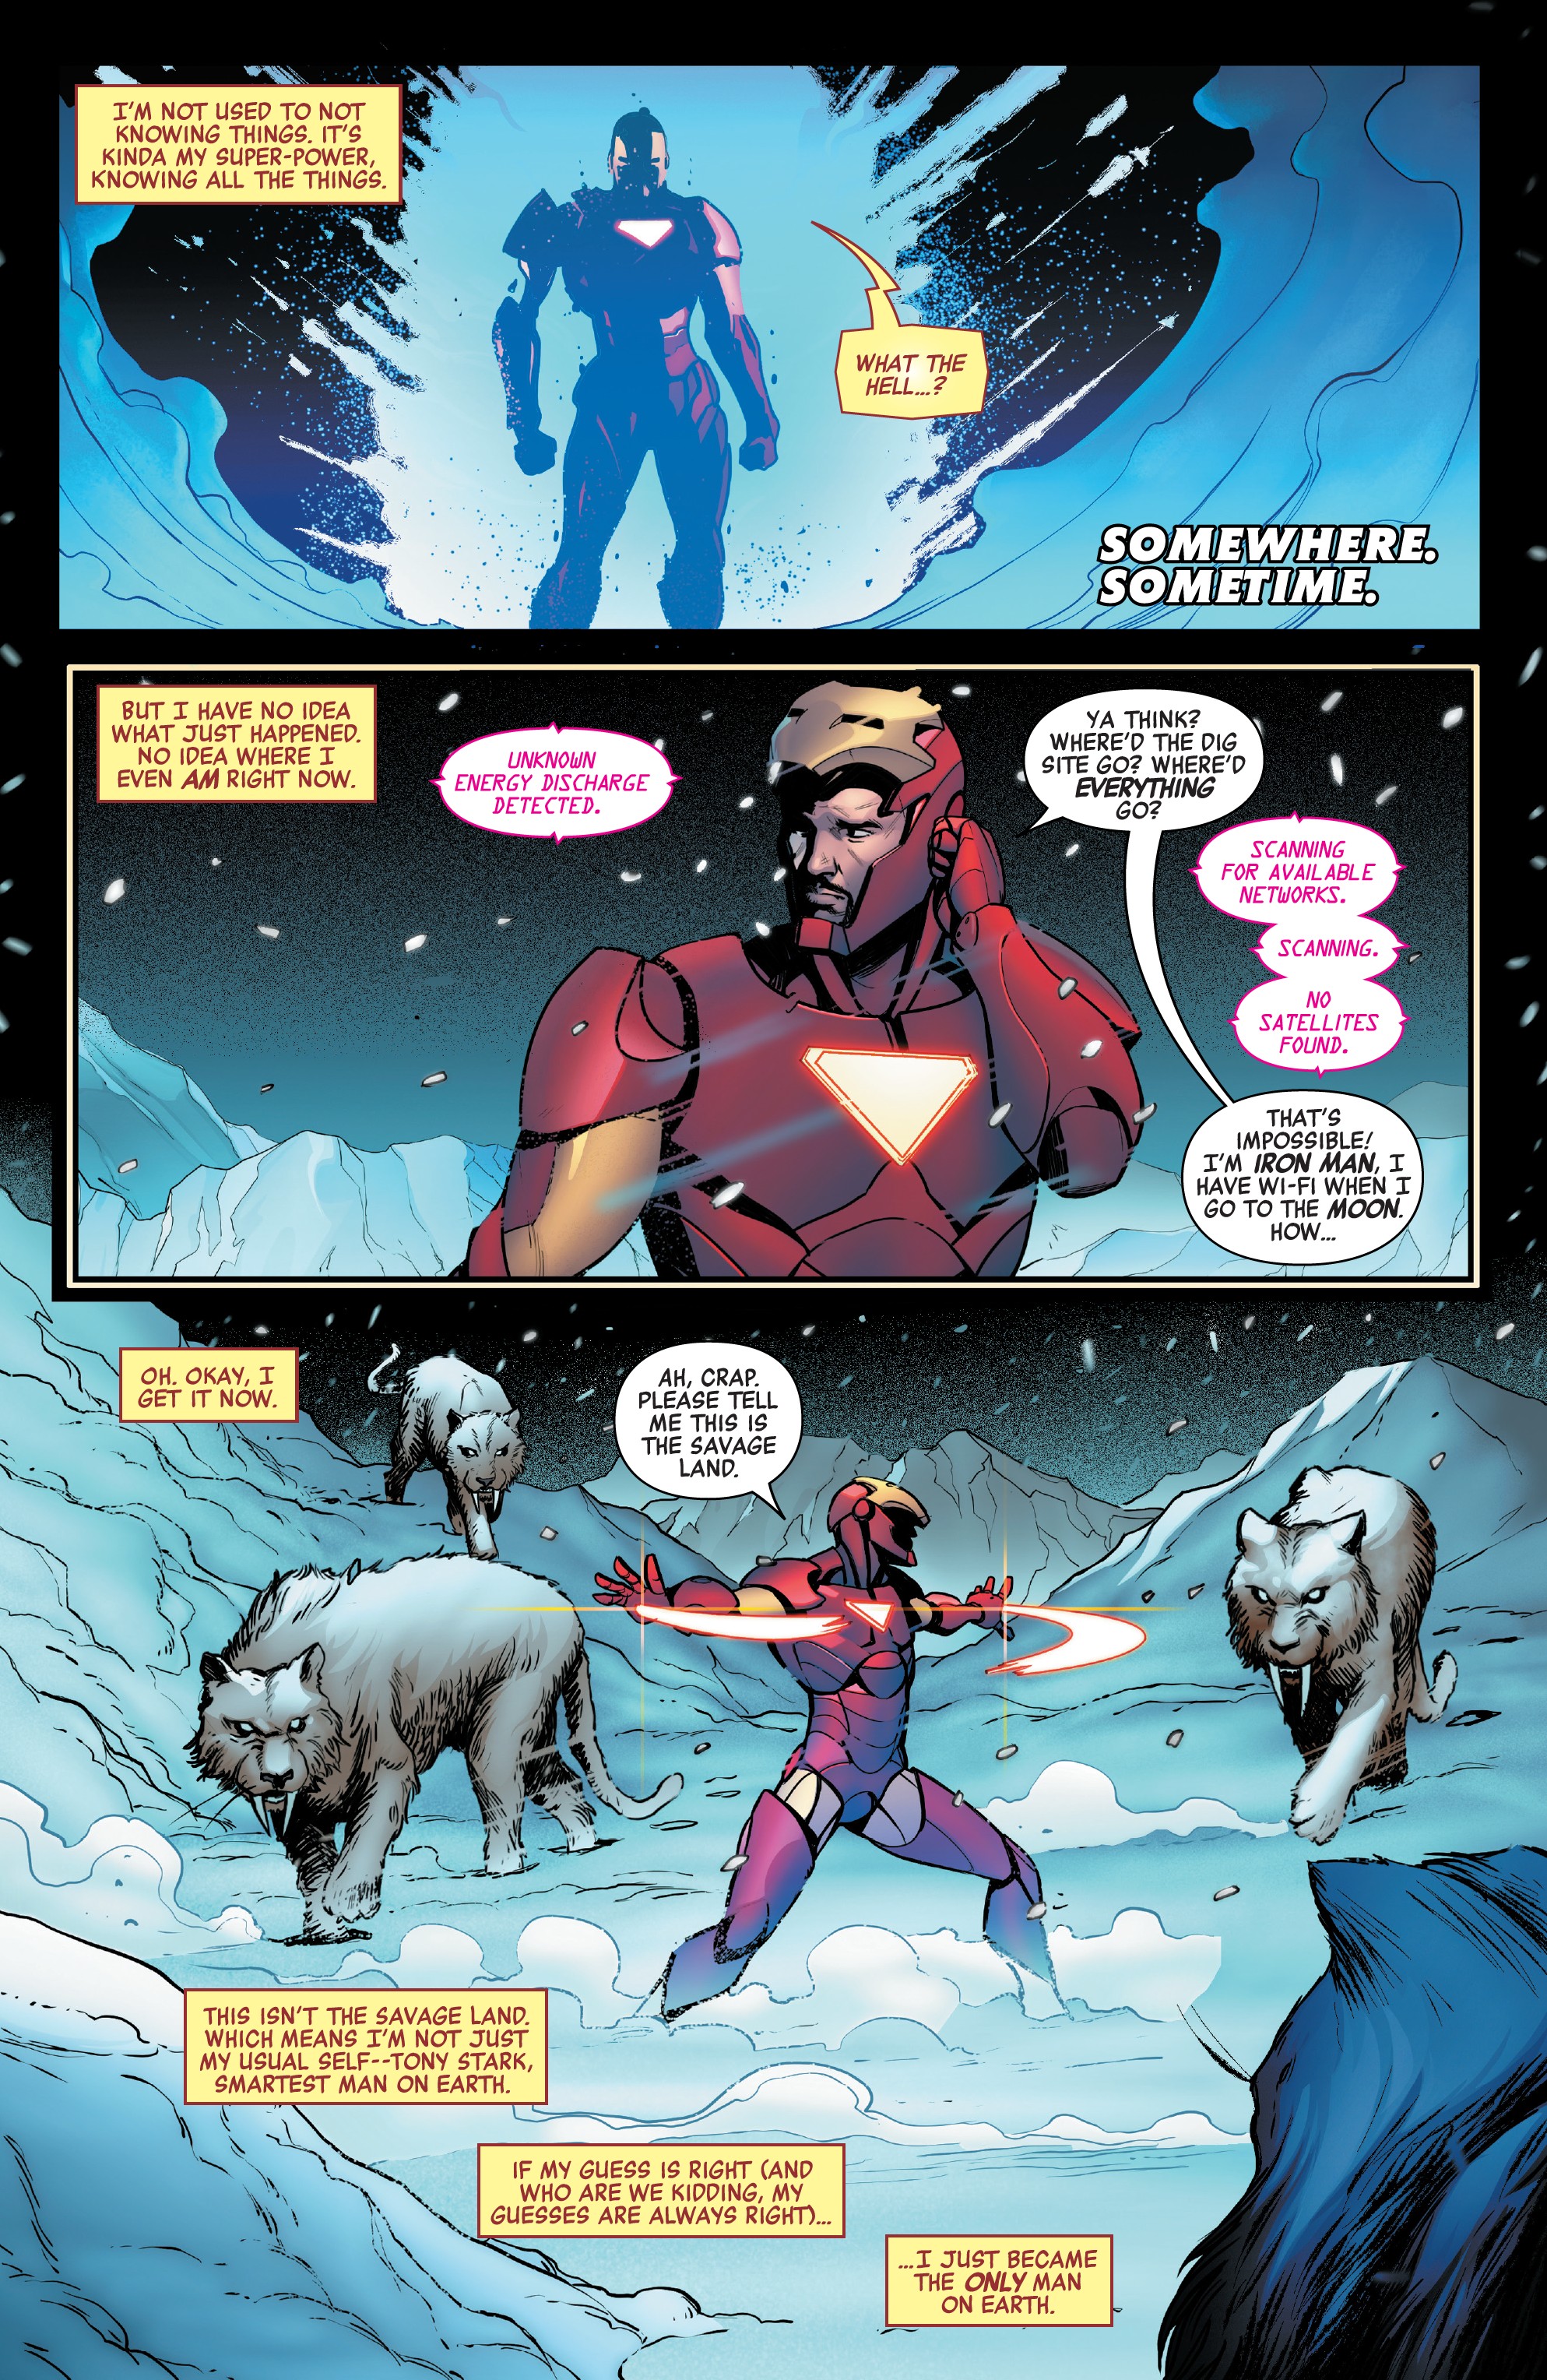 I'M NOT USED TO NOT
KNOWING THINGS. IT'S
KINDA MY SUPER-POWER,
KNOWING ALL THE THINGS.
WHAT THE
HELL...?
SOMEWHERE.
SOMETIME.
BUT I HAVE NO IDEA
WHAT JUST HAPPENED.
NO IDEA WHERE I
EVEN AM RIGHT NOW.
UNKNOWN
ENERGY DISCHARGE
DETECTED.
YA THINK?
WHERE'D THE DIG
SITE GO? WHERE'D
EVERYTHING
GO?
SCANNING
FOR AVAILABLE
NETWORKS.
SCANNING.
NO
SATELLITES
FOUND.
THAT'S
IMPOSSIBLE!
I'M IRON MAN, I
HAVE WI-FI WHEN I
GO TO THE MOON.
HOW...
OH. OKAY, I
GET IT NOW.
AH, CRAP.
PLEASE TELL
ME THIS IS
THE SAVAGE
LAND.
THIS ISN'T THE SAVAGE LAND.
WHICH MEANS I'M NOT JUST
MY USUAL SELF--TONY STARK,
SMARTEST MAN ON EARTH.
IF MY GUESS IS RIGHT (AND
WHO ARE WE KIDDING, MY
GUESSES ARE ALWAYS RIGHT)...
...I JUST BECAME
THE ONLY MAN
ON EARTH.